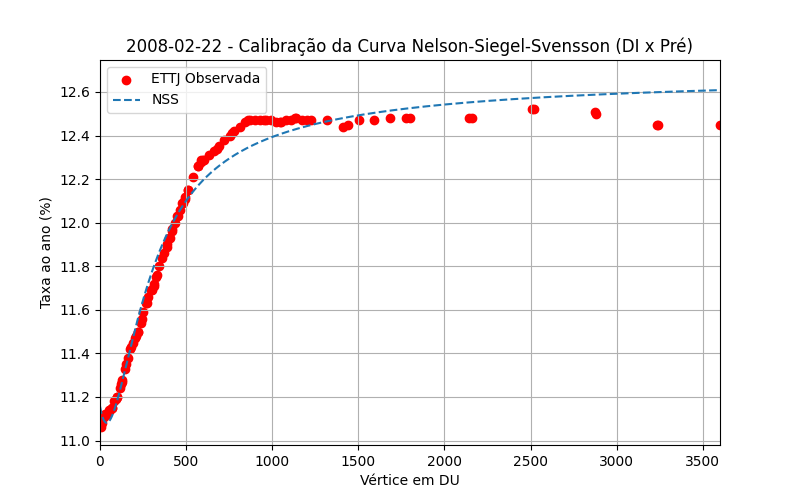 2008-02-22 - Calibração da Curva Nelson-Siegel-Svensson (DI x Pré)
ETTJ Observada
NSS
Taxa ao ano (%)
12.6
12.4
12.2
12.0
11.8
11.6
11.4
11.2
11.0
0 500 1000 1500 2000 2500 3000 3500
Vértice em DU